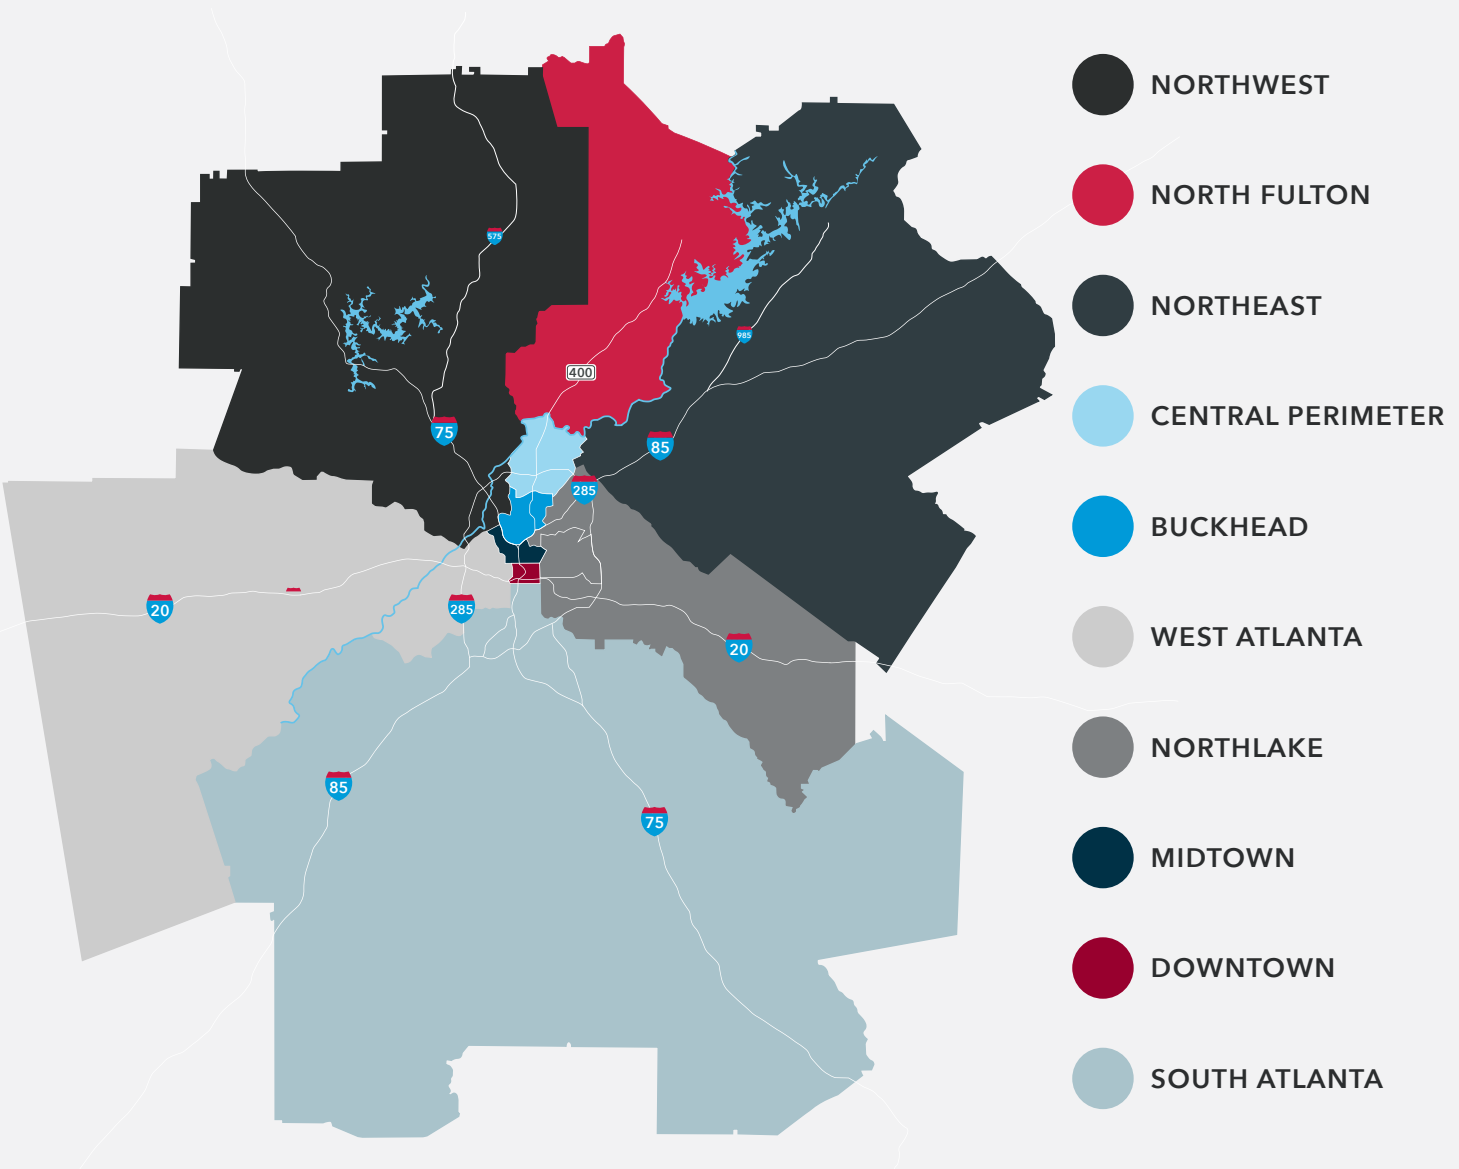 NORTHWEST
NORTH FULTON
NORTHEAST
CENTRAL PERIMETER
BUCKHEAD
WEST ATLANTA
NORTHLAKE
MIDTOWN
DOWNTOWN
SOUTH ATLANTA
575
985
400
75
85
285
20
285
20
85
75